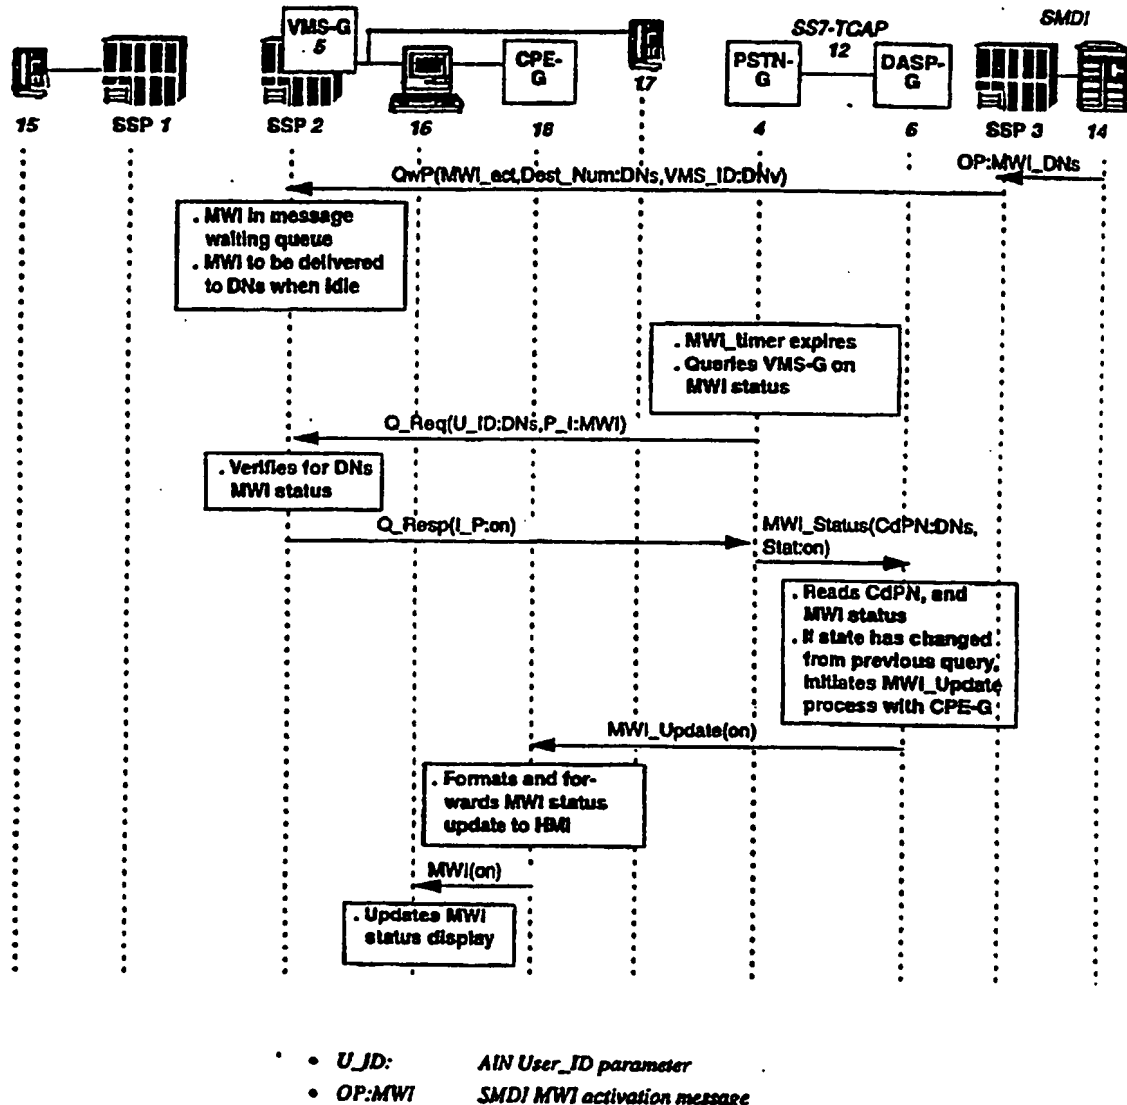 VMS-G
5
CPE-
G
17
PSTN-
G
SS7-TCAP
12
DASP-
G
SMDI
15
SSP 1
SSP 2
16
18
4
6
SSP 3
14
OP:MWI_DNs
QwP(MWI_act,Dest_Num:DNs,VMS_ID:DNv)
. MWI in message
waiting queue
. MWI to be delivered
to DNs when idle
. MWI_timer expires
. Queries VMS-G on
MWI status
Q_Req(U_ID:DNs,P_I:MWI)
. Verifies for DNs
MWI status
Q_Resp(I_P:on)
MWI_Status(CdPN:DNs,
Stat:on)
. Reads CdPN, and
MWI status
. If state has changed
from previous query,
initiates MWI_Update
process with CPE-G
MWI_Update(on)
. Formats and for-
wards MWI status
update to HMI
MWI(on)
. Updates MWI
status display
• U_ID: AIN User_ID parameter
• OP:MWI SMDI MWI activation message